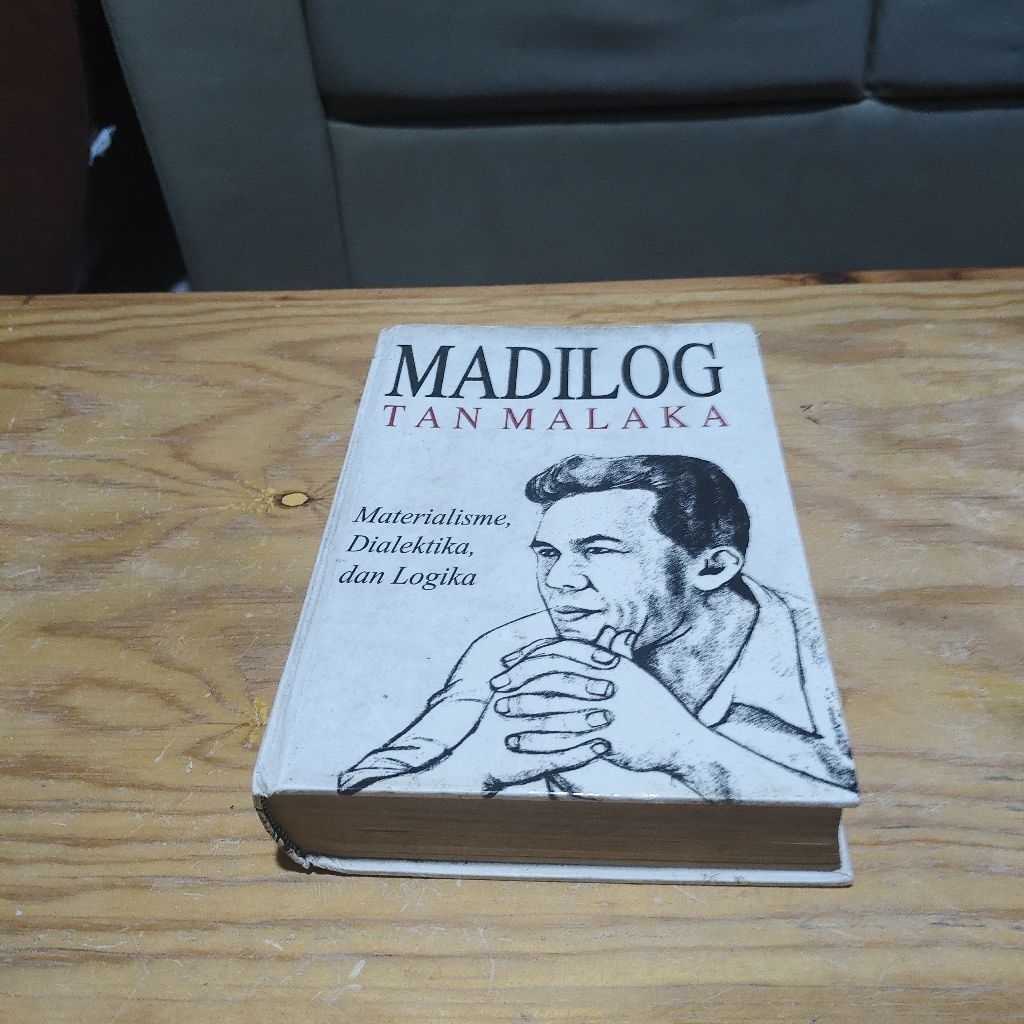 MADILOG
TAN MALAKA
Materialisme,
Dialektika,
dan Logika